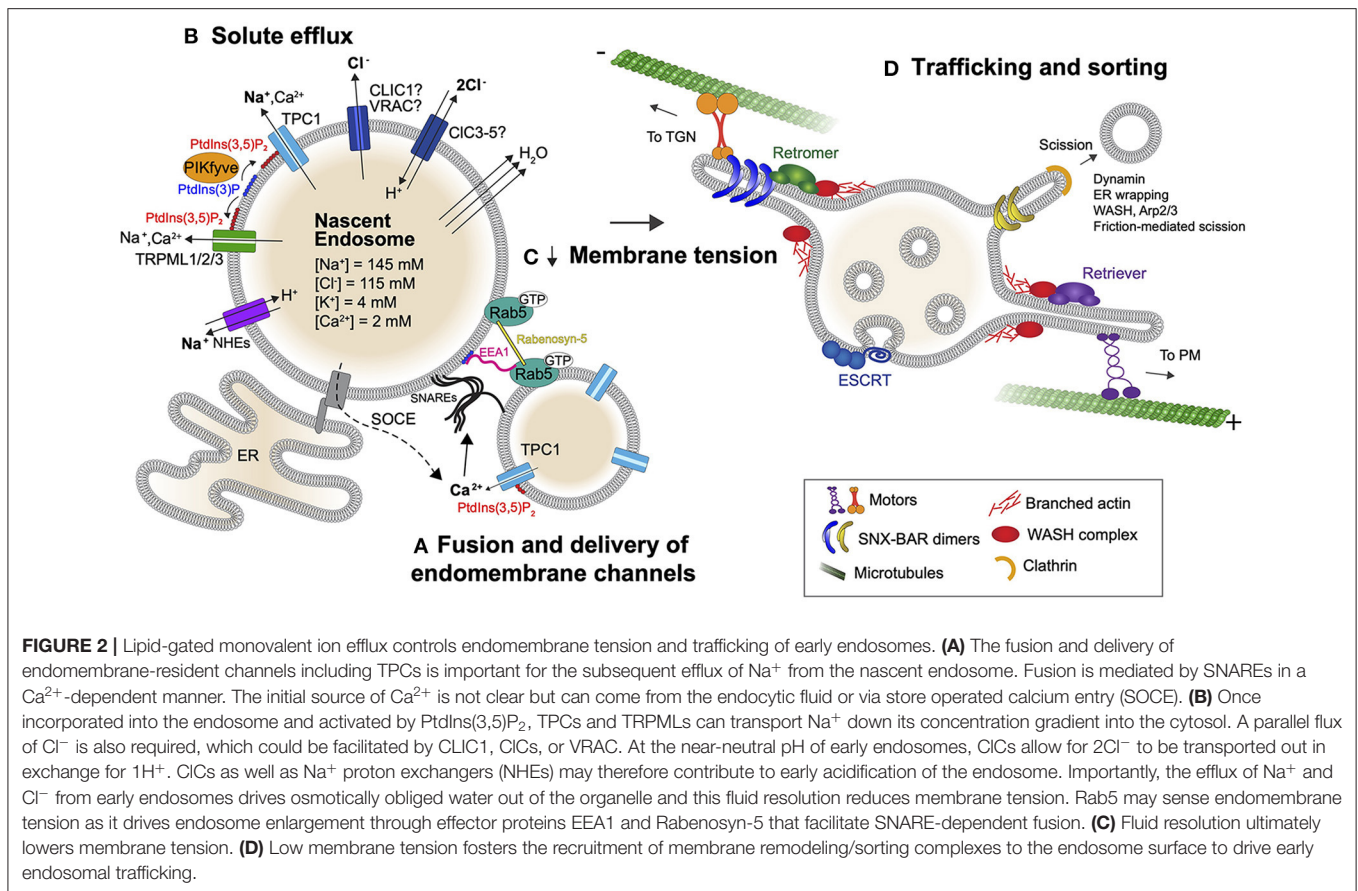 B Solute efflux
Cl⁻
CLIC1?
VRAC?
2Cl⁻
ClC3-5?
Na⁺,Ca²⁺
TPC1
PtdIns(3,5)P₂
PIKfyve
PtdIns(3)P
PtdIns(3,5)P₂
Na⁺,Ca²⁺
TRPML1/2/3
H⁺
H₂O
Nascent
Endosome
[Na⁺] = 145 mM
[Cl⁻] = 115 mM
[K⁺] = 4 mM
[Ca²⁺] = 2 mM
H⁺
Na⁺ NHEs
C ↓ Membrane tension
Rab5
GTP
Rabenosyn-5
EEA1
GTP
Rab5
SNAREs
SOCE
ER
TPC1
Ca²⁺
PtdIns(3,5)P₂
A Fusion and delivery of
endomembrane channels
D Trafficking and sorting
-
To TGN
Retromer
Scission
Dynamin
ER wrapping
WASH, Arp2/3
Friction-mediated scission
Retriever
ESCRT
To PM
+
Motors
Branched actin
SNX-BAR dimers
WASH complex
Microtubules
Clathrin
FIGURE 2 | Lipid-gated monovalent ion efflux controls endomembrane tension and trafficking of early endosomes. (A) The fusion and delivery of
endomembrane-resident channels including TPCs is important for the subsequent efflux of Na⁺ from the nascent endosome. Fusion is mediated by SNAREs in a
Ca²⁺-dependent manner. The initial source of Ca²⁺ is not clear but can come from the endocytic fluid or via store operated calcium entry (SOCE). (B) Once
incorporated into the endosome and activated by PtdIns(3,5)P₂, TPCs and TRPMLs can transport Na⁺ down its concentration gradient into the cytosol. A parallel flux
of Cl⁻ is also required, which could be facilitated by CLIC1, ClCs, or VRAC. At the near-neutral pH of early endosomes, ClCs allow for 2Cl⁻ to be transported out in
exchange for 1H⁺. ClCs as well as Na⁺ proton exchangers (NHEs) may therefore contribute to early acidification of the endosome. Importantly, the efflux of Na⁺ and
Cl⁻ from early endosomes drives osmotically obliged water out of the organelle and this fluid resolution reduces membrane tension. Rab5 may sense endomembrane
tension as it drives endosome enlargement through effector proteins EEA1 and Rabenosyn-5 that facilitate SNARE-dependent fusion. (C) Fluid resolution ultimately
lowers membrane tension. (D) Low membrane tension fosters the recruitment of membrane remodeling/sorting complexes to the endosome surface to drive early
endosomal trafficking.